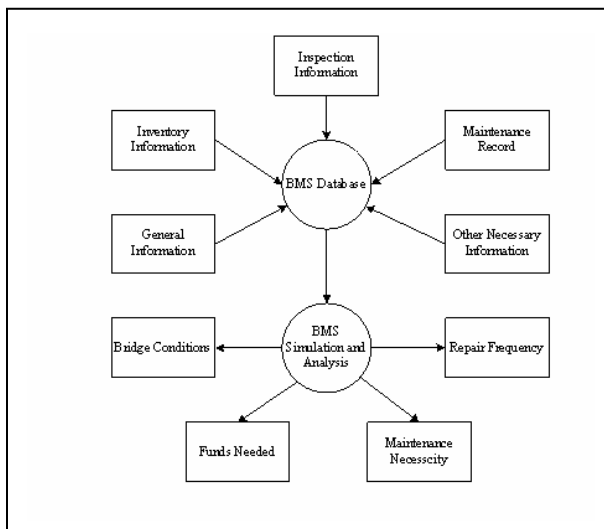 Inspection
Information
Inventory
Information
Maintenance
Record
BMS Database
General
Information
Other Necessary
Information
BMS
Simulation and
Analysis
Bridge Conditions
Repair Frequency
Funds Needed
Maintenance
Necesscity